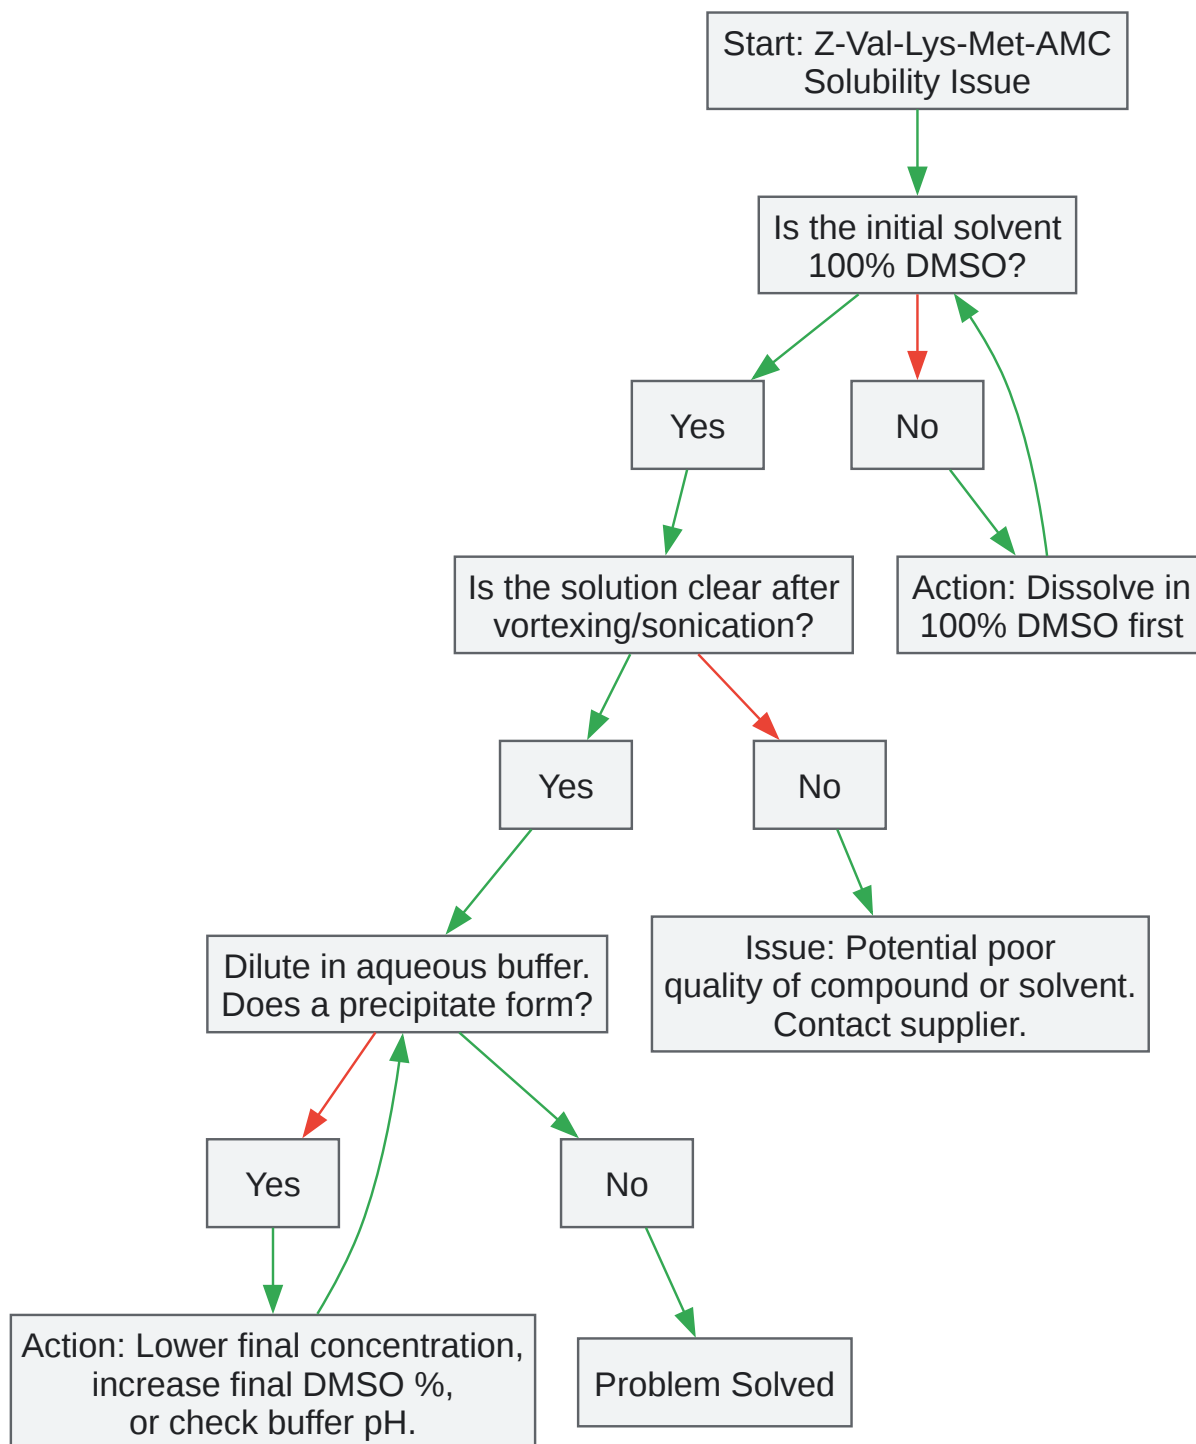 Start: Z-Val-Lys-Met-AMC
Solubility Issue
Is the initial solvent
100% DMSO?
Yes
No
Is the solution clear after
vortexing/sonication?
Action: Dissolve in
100% DMSO first
Yes
No
Dilute in aqueous buffer.
Does a precipitate form?
Issue: Potential poor
quality of compound or solvent.
Contact supplier.
Yes
No
Action: Lower final concentration,
increase final DMSO %,
or check buffer pH.
Problem Solved